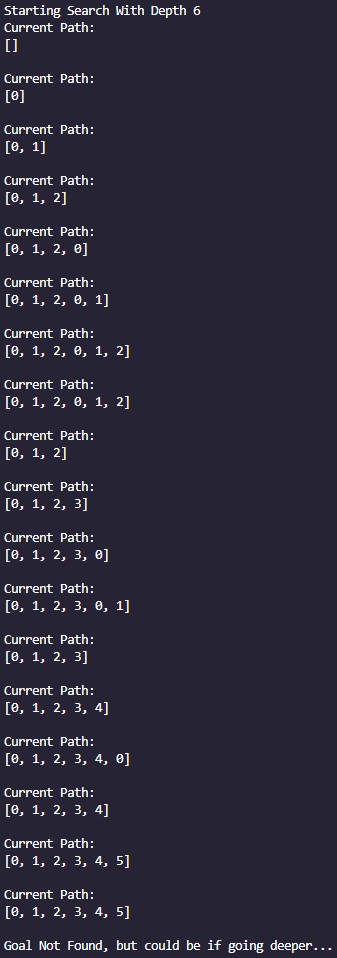 Starting Search With Depth 6
Current Path:
[]
Current Path:
[0]
Current Path:
[0, 1]
Current Path:
[0, 1, 2]
Current Path:
[0, 1, 2, 0]
Current Path:
[0, 1, 2, 0, 1]
Current Path:
[0, 1, 2, 0, 1, 2]
Current Path:
[0, 1, 2, 0, 1, 2]
Current Path:
[0, 1, 2]
Current Path:
[0, 1, 2, 3]
Current Path:
[0, 1, 2, 3, 0]
Current Path:
[0, 1, 2, 3, 0, 1]
Current Path:
[0, 1, 2, 3]
Current Path:
[0, 1, 2, 3, 4]
Current Path:
[0, 1, 2, 3, 4, 0]
Current Path:
[0, 1, 2, 3, 4]
Current Path:
[0, 1, 2, 3, 4, 5]
Current Path:
[0, 1, 2, 3, 4, 5]
Goal Not Found, but could be if going deeper...